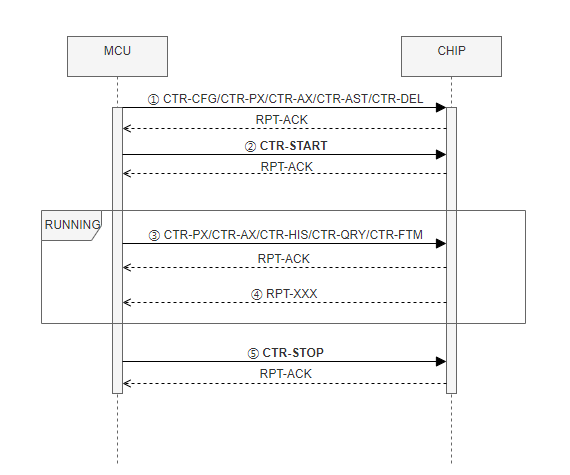 MCU CHIP
① CTR-CFG/CTR-PX/CTR-AX/CTR-AST/CTR-DEL
RPT-ACK
② CTR-START
RPT-ACK
RUNNING
③ CTR-PX/CTR-AX/CTR-HIS/CTR-QRY/CTR-FTM
RPT-ACK
④ RPT-XXX
⑤ CTR-STOP
RPT-ACK